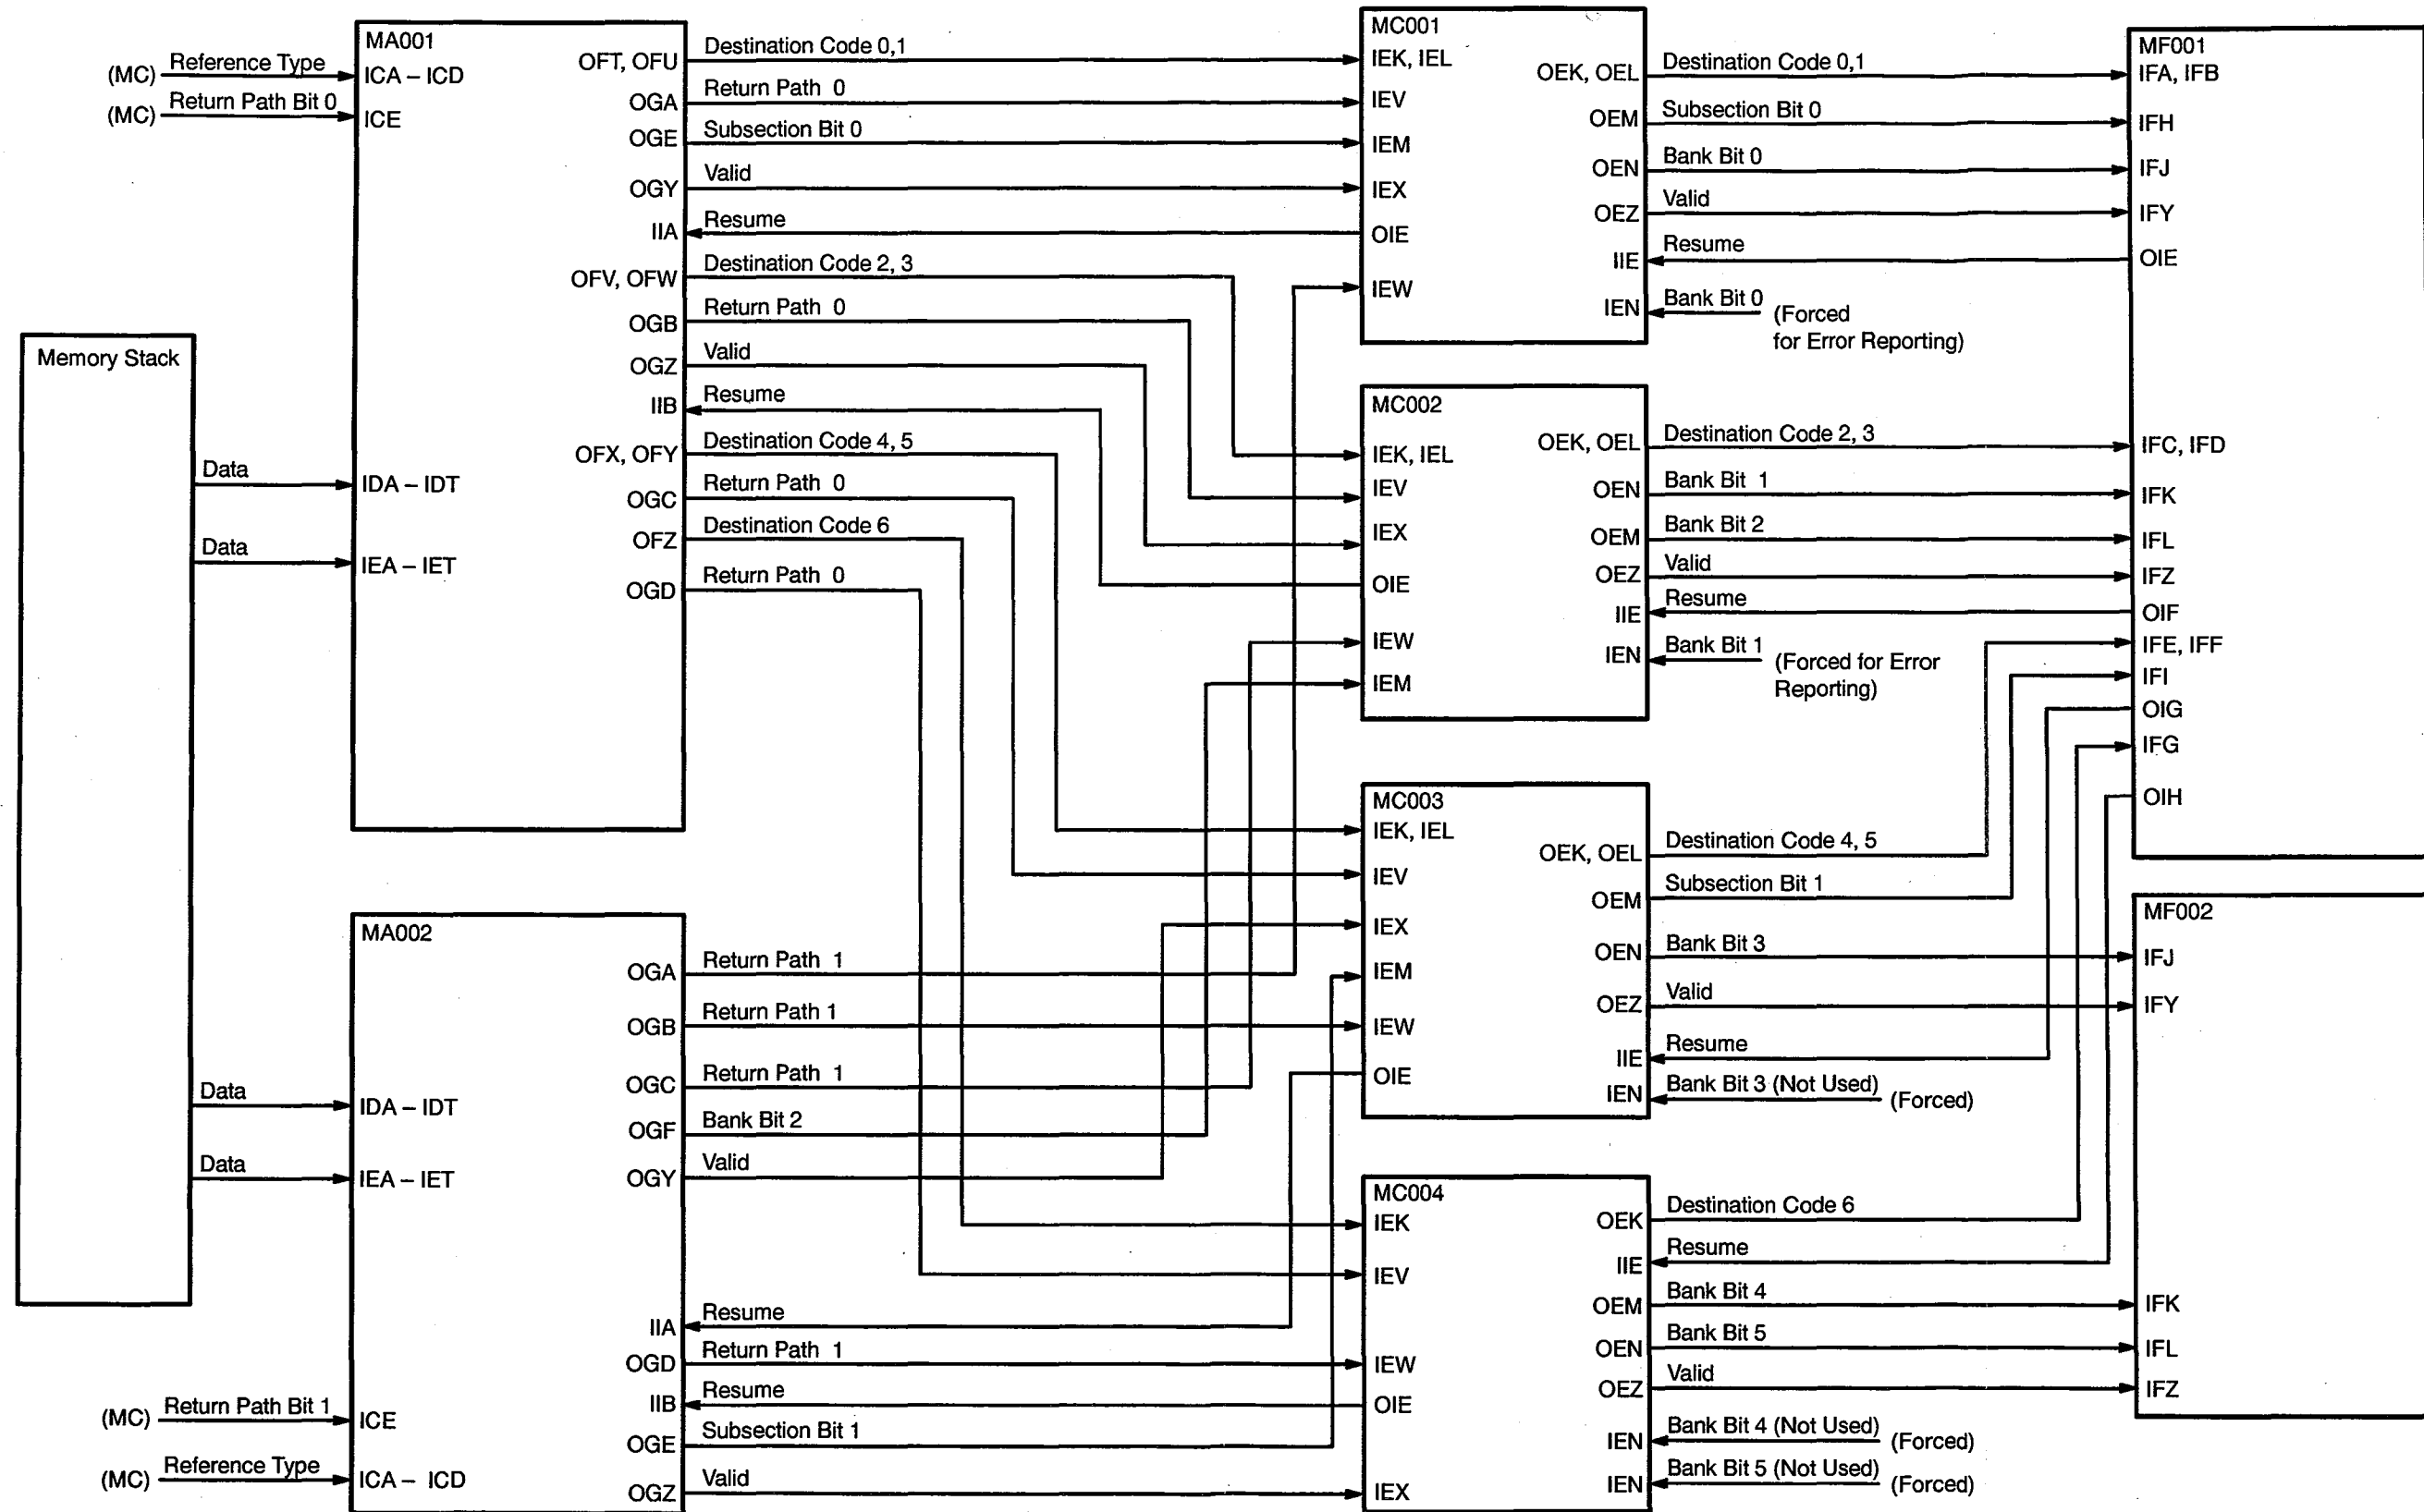 Memory Stack
Data
Data
Data
Data
(MC) Reference Type
(MC) Return Path Bit 0
MA001
ICA – ICD
ICE
IDA – IDT
IEA – IET
OFT, OFU Destination Code 0,1
OGA Return Path 0
OGE Subsection Bit 0
OGY Valid
IIA Resume
OFV, OFW Destination Code 2, 3
OGB Return Path 0
OGZ Valid
IIB Resume
OFX, OFY Destination Code 4, 5
OGC Return Path 0
OFZ Destination Code 6
OGD Return Path 0
MA002
IDA – IDT
IEA – IET
(MC) Return Path Bit 1
ICE
(MC) Reference Type
ICA – ICD
OGA Return Path 1
OGB Return Path 1
OGC Return Path 1
OGF Bank Bit 2
OGY Valid
IIA Resume
OGD Return Path 1
IIB Resume
OGE Subsection Bit 1
OGZ Valid
MC001
IEK, IEL
IEV
IEM
IEX
OIE
IEW
OEK, OEL Destination Code 0,1
OEM Subsection Bit 0
OEN Bank Bit 0
OEZ Valid
IIE Resume
IEN Bank Bit 0
(Forced
for Error Reporting)
MC002
IEK, IEL
IEV
IEX
OIE
IEW
IEM
OEK, OEL Destination Code 2, 3
OEN Bank Bit 1
OEM Bank Bit 2
OEZ Valid
IIE Resume
IEN Bank Bit 1
(Forced for Error
Reporting)
MC003
IEK, IEL
IEV
IEX
IEM
IEW
OIE
OEK, OEL Destination Code 4, 5
OEM Subsection Bit 1
OEN Bank Bit 3
OEZ Valid
IIE Resume
IEN Bank Bit 3 (Not Used) (Forced)
MC004
IEK
IEV
IEW
OIE
IEX
OEK Destination Code 6
IIE Resume
OEM Bank Bit 4
OEN Bank Bit 5
OEZ Valid
IEN Bank Bit 4 (Not Used) (Forced)
IEN Bank Bit 5 (Not Used) (Forced)
MF001
IFA, IFB
IFH
IFJ
IFY
OIE
IFC, IFD
IFK
IFL
IFZ
OIF
IFE, IFF
IFI
OIG
IFG
OIH
MF002
IFJ
IFY
IFK
IFL
IFZ